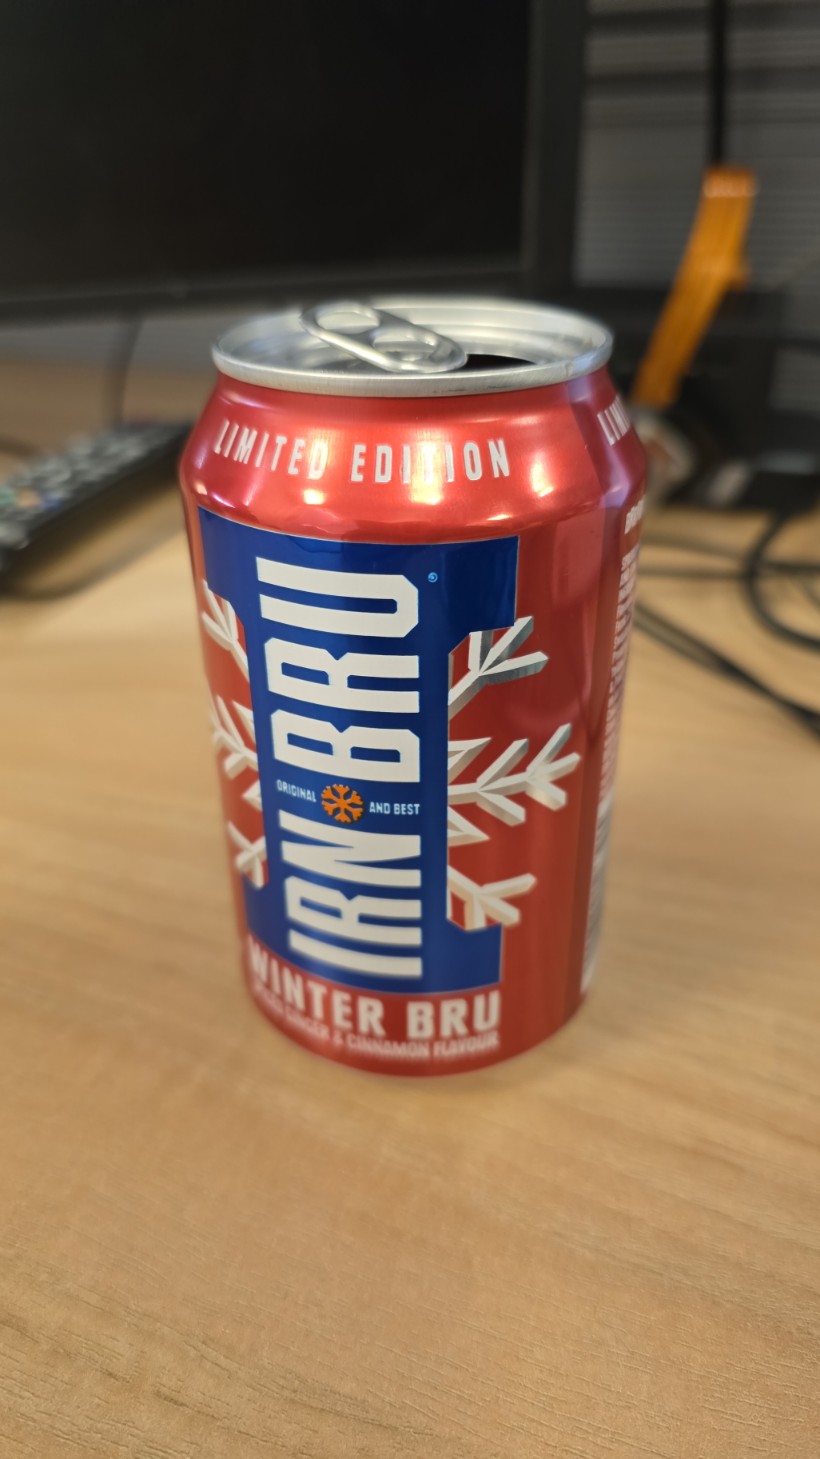 LIMITED EDITION
IRN BRU
ORIGINAL AND BEST
WINTER BRU
GINGER & CINNAMON FLAVOUR